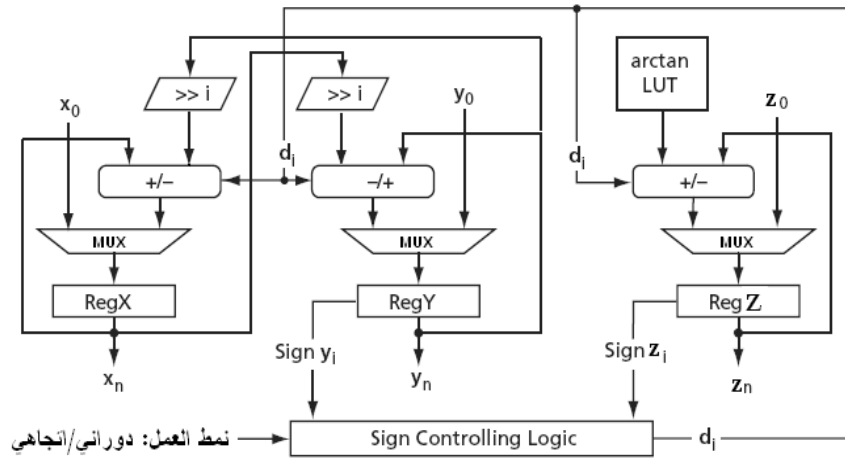 arctan
LUT
>> i
>> i
x₀
y₀
z₀
dᵢ
dᵢ
+/−
−/+
+/−
MUX
MUX
MUX
RegX
RegY
Reg Z
Sign yᵢ
Sign zᵢ
xₙ
yₙ
zₙ
نمط العمل: دوراني/اتجاهي
Sign Controlling Logic
dᵢ